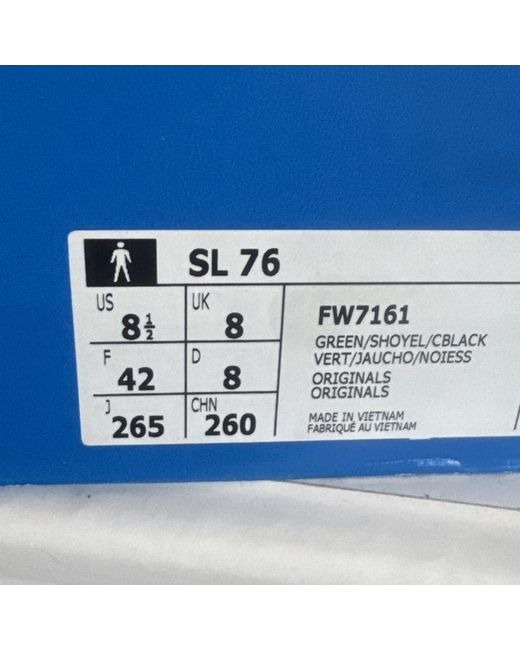 SL 76
US 8½
UK 8
F 42
D 8
J 265
CHN 260
FW7161
GREEN/SHOYEL/CBLACK
VERT/JAUCHO/NOIESS
ORIGINALS
ORIGINALS
MADE IN VIETNAM
FABRIQUÉ AU VIETNAM